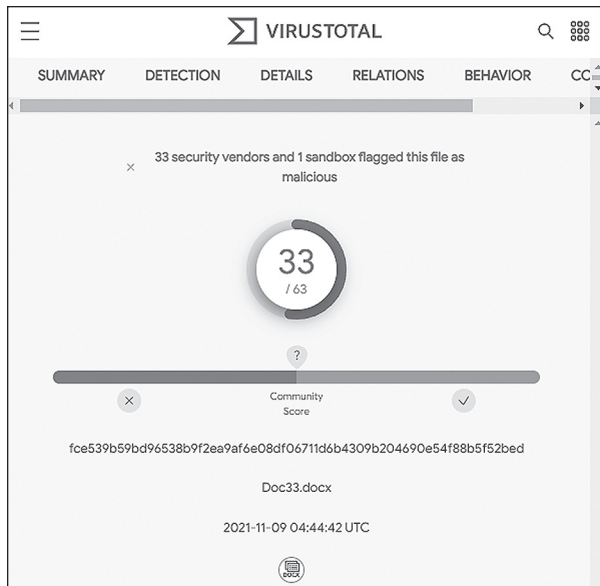 VIRUSTOTAL
SUMMARY DETECTION DETAILS RELATIONS BEHAVIOR CC
33 security vendors and 1 sandbox flagged this file as
malicious
33
/ 63
?
Community
Score
fce539b59bd96538b9f2ea9af6e08df06711d6b4309b204690e54f88b5f52bed
Doc33.docx
2021-11-09 04:44:42 UTC
DOCX